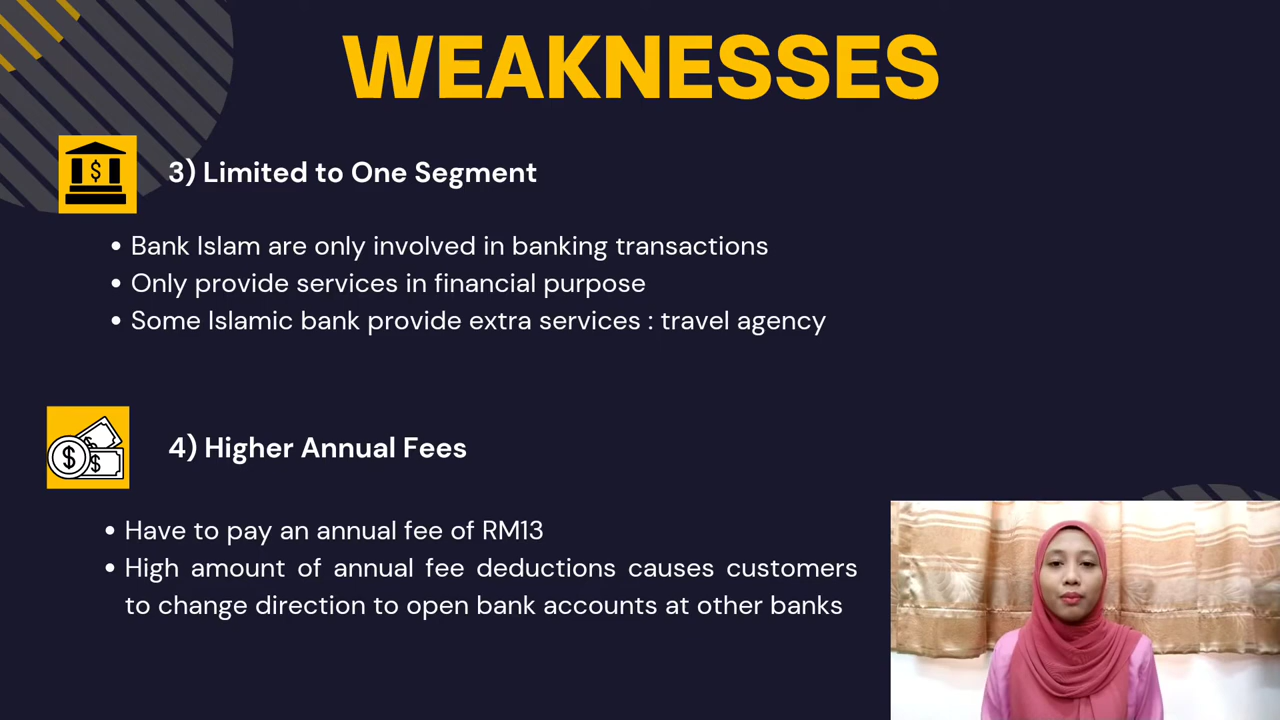 WEAKNESSES
3) Limited to One Segment
• Bank Islam are only involved in banking transactions
• Only provide services in financial purpose
• Some Islamic bank provide extra services : travel agency
4) Higher Annual Fees
• Have to pay an annual fee of RM13
• High amount of annual fee deductions causes customers
to change direction to open bank accounts at other banks